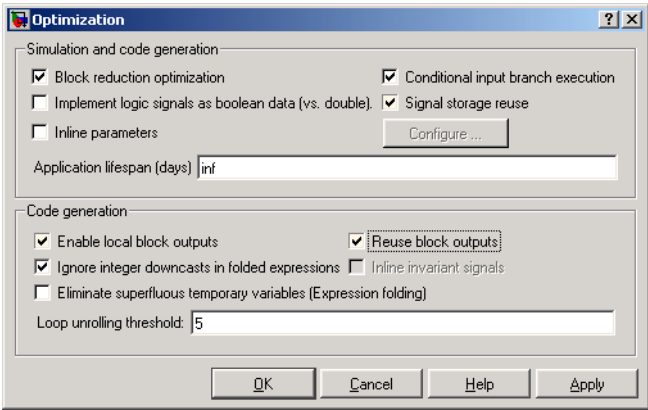 Optimization
Simulation and code generation
Block reduction optimization
Conditional input branch execution
Implement logic signals as boolean data (vs. double).
Signal storage reuse
Inline parameters
Configure ...
Application lifespan (days) inf
Code generation
Enable local block outputs
Reuse block outputs
Ignore integer downcasts in folded expressions
Inline invariant signals
Eliminate superfluous temporary variables (Expression folding)
Loop unrolling threshold: 5
OK Cancel Help Apply